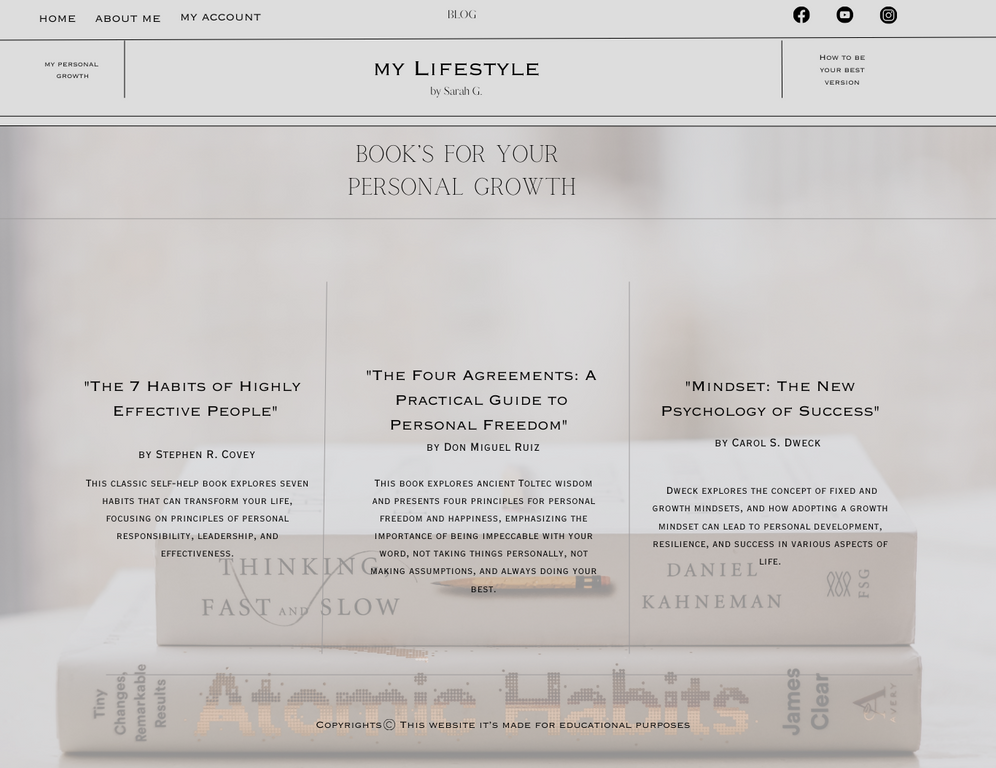 HOME ABOUT ME MY ACCOUNT BLOG
MY PERSONAL
GROWTH
MY LIFESTYLE
by Sarah G.
HOW TO BE
YOUR BEST
VERSION
BOOK'S FOR YOUR
PERSONAL GROWTH
"THE 7 HABITS OF HIGHLY
EFFECTIVE PEOPLE"
BY STEPHEN R. COVEY
THIS CLASSIC SELF-HELP BOOK EXPLORES SEVEN
HABITS THAT CAN TRANSFORM YOUR LIFE,
FOCUSING ON PRINCIPLES OF PERSONAL
RESPONSIBILITY, LEADERSHIP, AND
EFFECTIVENESS.
"THE FOUR AGREEMENTS: A
PRACTICAL GUIDE TO
PERSONAL FREEDOM"
BY DON MIGUEL RUIZ
THIS BOOK EXPLORES ANCIENT TOLTEC WISDOM
AND PRESENTS FOUR PRINCIPLES FOR PERSONAL
FREEDOM AND HAPPINESS, EMPHASIZING THE
IMPORTANCE OF BEING IMPECCABLE WITH YOUR
WORD, NOT TAKING THINGS PERSONALLY, NOT
MAKING ASSUMPTIONS, AND ALWAYS DOING YOUR
BEST.
"MINDSET: THE NEW
PSYCHOLOGY OF SUCCESS"
BY CAROL S. DWECK
DWECK EXPLORES THE CONCEPT OF FIXED AND
GROWTH MINDSETS, AND HOW ADOPTING A GROWTH
MINDSET CAN LEAD TO PERSONAL DEVELOPMENT,
RESILIENCE, AND SUCCESS IN VARIOUS ASPECTS OF
LIFE.
THINKING,
FAST AND SLOW
DANIEL
KAHNEMAN
FSG
Tiny
Changes,
Remarkable
Results
Atomic Habits
James
Clear
AVERY
COPYRIGHTS© THIS WEBSITE IT'S MADE FOR EDUCATIONAL PURPOSES